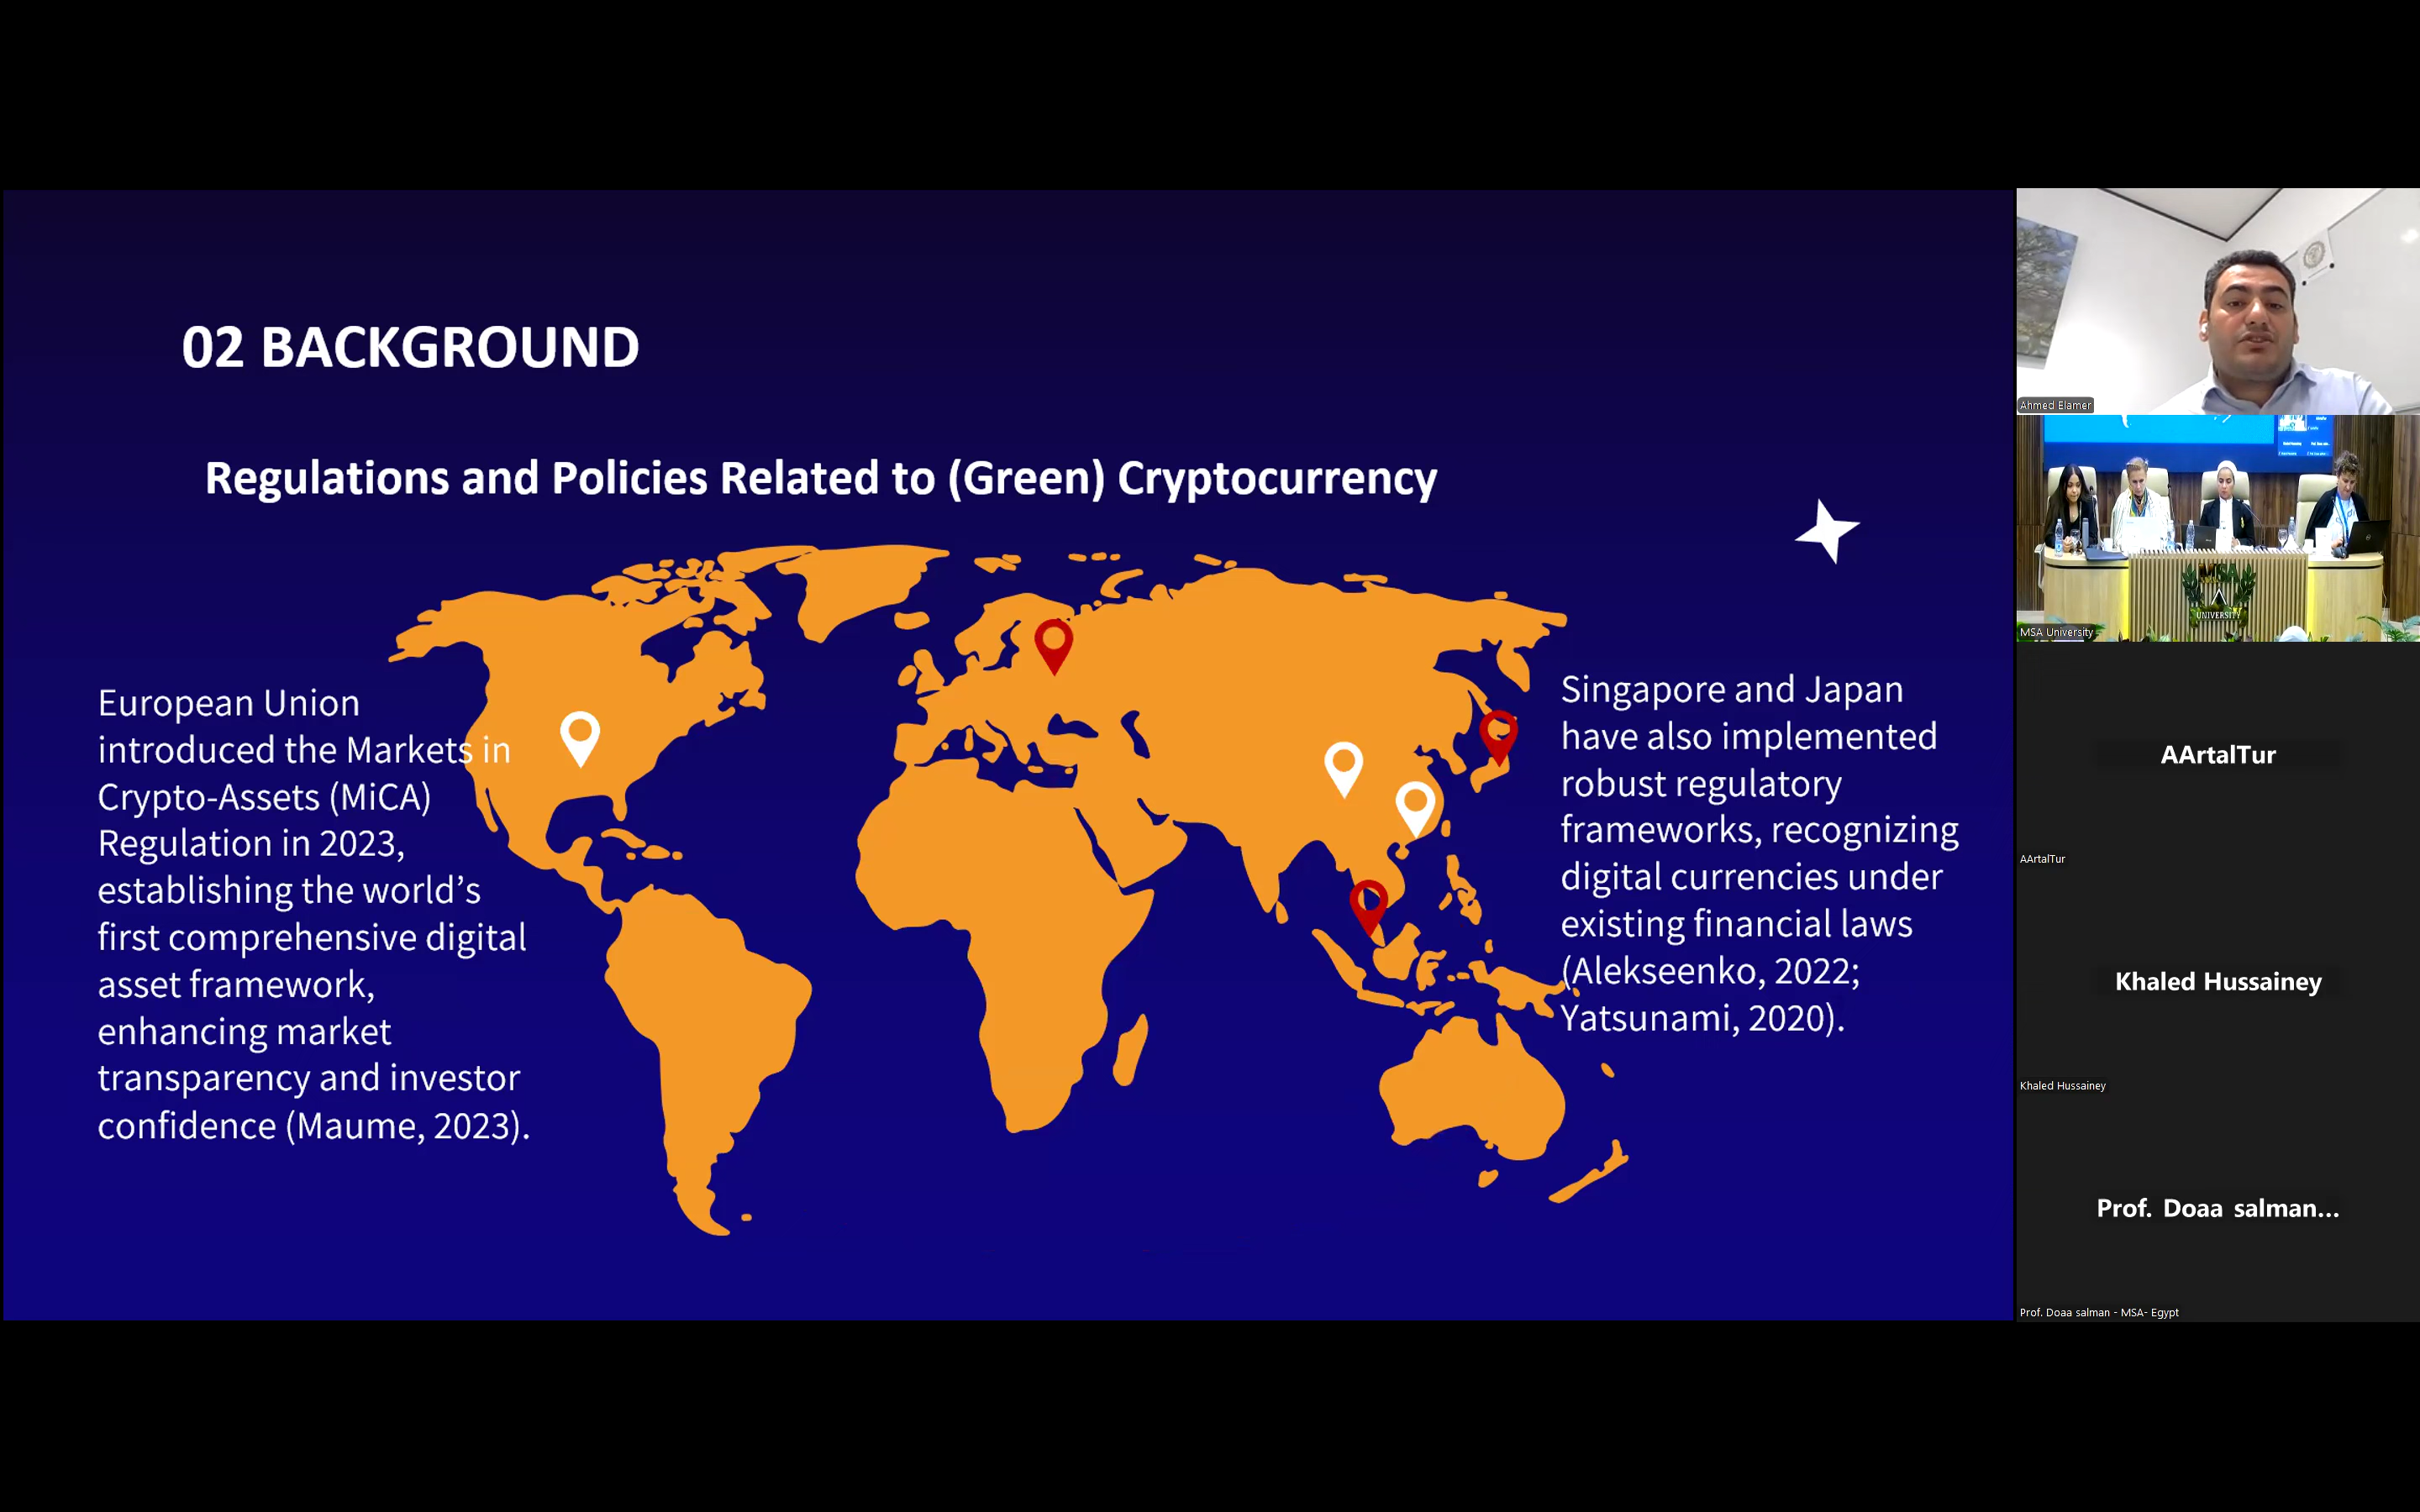 02 BACKGROUND
Regulations and Policies Related to (Green) Cryptocurrency
European Union
introduced the Markets in
Crypto-Assets (MiCA)
Regulation in 2023,
establishing the world’s
first comprehensive digital
asset framework,
enhancing market
transparency and investor
confidence (Maume, 2023).
Singapore and Japan
have also implemented
robust regulatory
frameworks, recognizing
digital currencies under
existing financial laws
(Alekseenko, 2022;
Yatsunami, 2020).
Ahmed Elamer
UNIVERSITY
MSA University
AArtalTur
AArtalTur
Khaled Hussainey
Khaled Hussainey
Prof. Doaa salman...
Prof. Doaa salman - MSA- Egypt